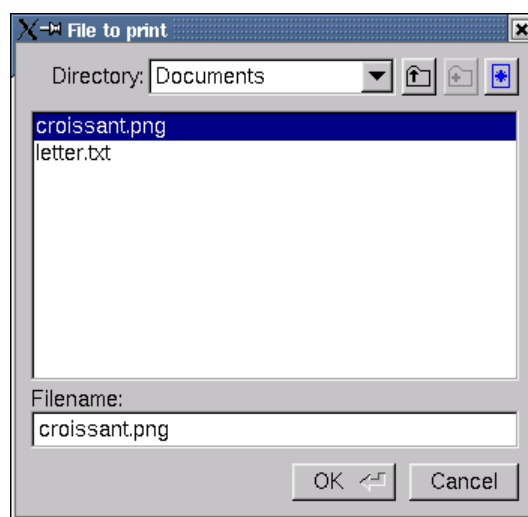 File to print
Directory: Documents
croissant.png
letter.txt
Filename:
croissant.png
OK Cancel